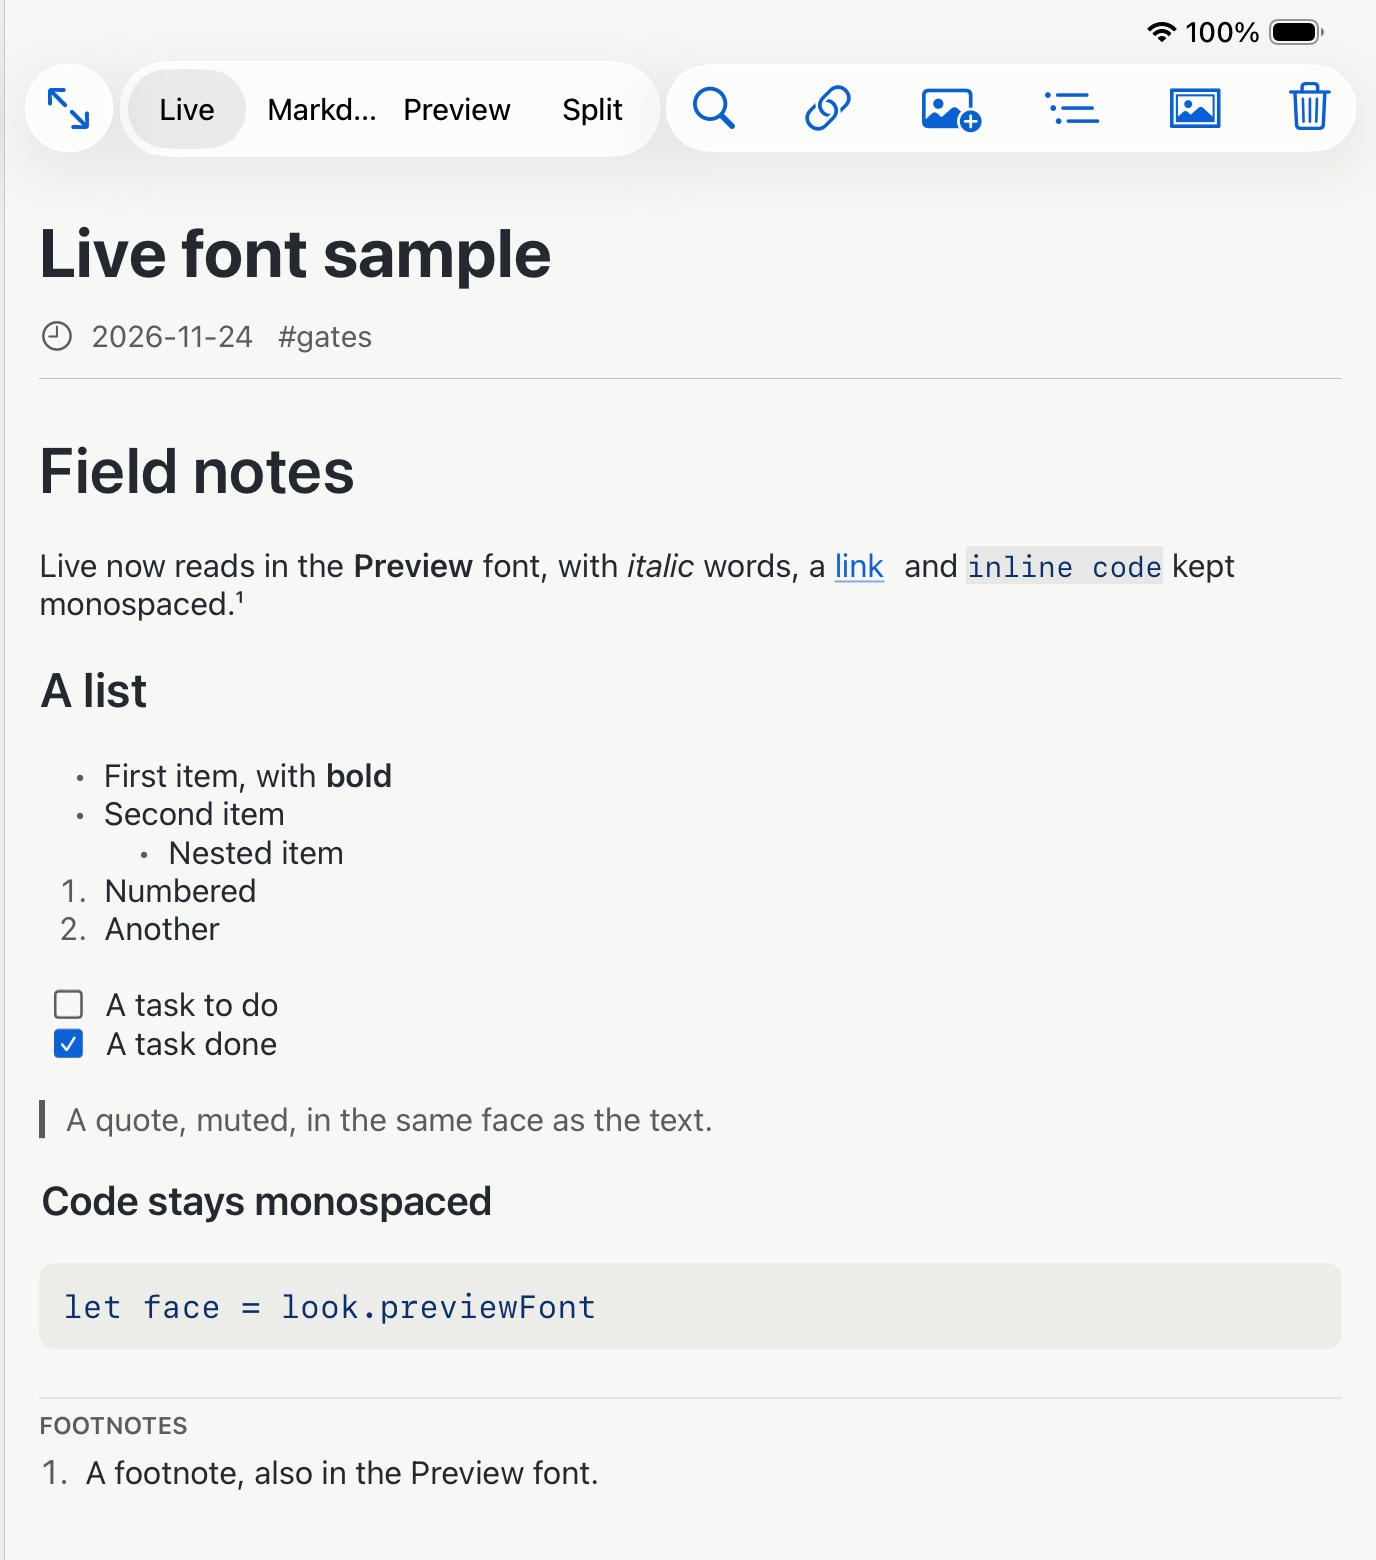 100%
Live Markd... Preview Split
Live font sample
2026-11-24 #gates
Field notes
Live now reads in the Preview font, with italic words, a link and inline code kept
monospaced.¹
A list
• First item, with bold
• Second item
• Nested item
1. Numbered
2. Another
A task to do
A task done
A quote, muted, in the same face as the text.
Code stays monospaced
let face = look.previewFont
FOOTNOTES
1. A footnote, also in the Preview font.